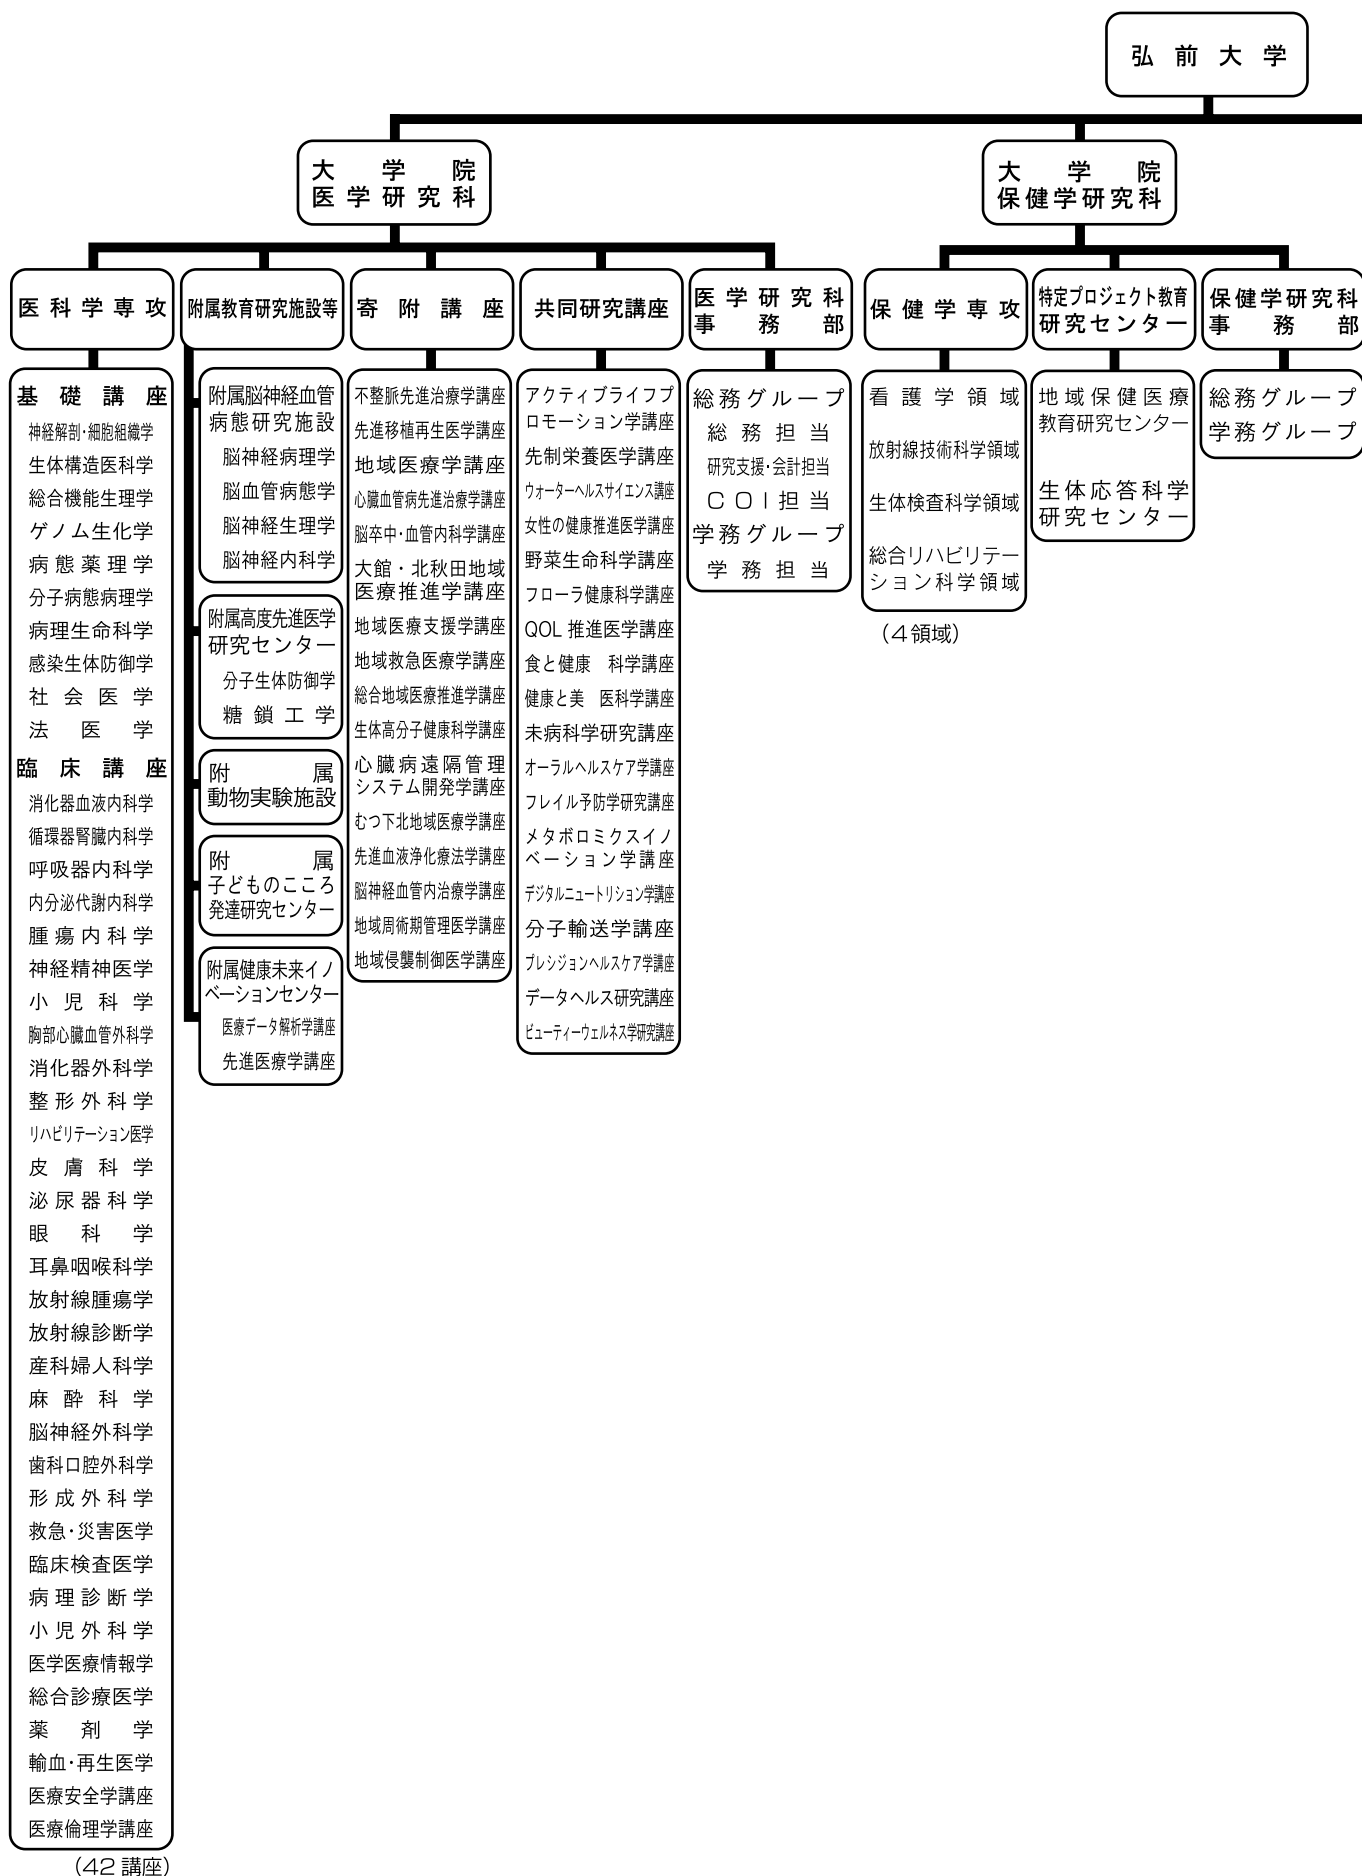 弘前大学
大学院
医学研究科
大学院
保健学研究科
医科学専攻
基礎講座
神経解剖・細胞組織学
生体構造医科学
総合機能生理学
ゲノム生化学
病態薬理学
分子病態病理学
病理生命科学
感染生体防御学
社会医学
法医学
臨床講座
消化器血液内科学
循環器腎臓内科学
呼吸器内科学
内分泌代謝内科学
腫瘍内科学
神経精神医学
小児科学
胸部心臓血管外科学
消化器外科学
整形外科学
リハビリテーション医学
皮膚科学
泌尿器科学
眼科学
耳鼻咽喉科学
放射線腫瘍学
放射線診断学
産科婦人科学
麻酔科学
脳神経外科学
歯科口腔外科学
形成外科学
救急・災害医学
臨床検査医学
病理診断学
小児外科学
医学医療情報学
総合診療医学
薬剤学
輸血・再生医学
医療安全学講座
医療倫理学講座
（42 講座）
附属教育研究施設等
附属脳神経血管
病態研究施設
脳神経病理学
脳血管病態学
脳神経生理学
脳神経内科学
附属高度先進医学
研究センター
分子生体防御学
糖鎖工学
附属
動物実験施設
附属
子どものこころ
発達研究センター
附属健康未来イノ
ベーションセンター
医療データ解析学講座
先進医療学講座
寄附講座
不整脈先進治療学講座
先進移植再生医学講座
地域医療学講座
心臓血管病先進治療学講座
脳卒中・血管内科学講座
大館・北秋田地域
医療推進学講座
地域医療支援学講座
地域救急医療学講座
総合地域医療推進学講座
生体高分子健康科学講座
心臓病遠隔管理
システム開発学講座
むつ下北地域医療学講座
先進血液浄化療法学講座
脳神経血管内治療学講座
地域周術期管理医学講座
地域侵襲制御医学講座
共同研究講座
アクティブライフプ
ロモーション学講座
先制栄養医学講座
ウォーターヘルスサイエンス講座
女性の健康推進医学講座
野菜生命科学講座
フローラ健康科学講座
QOL 推進医学講座
食と健康　科学講座
健康と美　医科学講座
未病科学研究講座
オーラルヘルスケア学講座
フレイル予防学研究講座
メタボロミクスイノ
ベーション学講座
デジタルニュートリション学講座
分子輸送学講座
プレシジョンヘルスケア学講座
データヘルス研究講座
ビューティーウェルネス学研究講座
医学研究科
事務部
総務グループ
総務担当
研究支援・会計担当
ＣＯＩ担当
学務グループ
学務担当
保健学専攻
看護学領域
放射線技術科学領域
生体検査科学領域
総合リハビリテー
ション科学領域
（4 領域）
特定プロジェクト教育
研究センター
地域保健医療
教育研究センター
生体応答科学
研究センター
保健学研究科
事務部
総務グループ
学務グループ